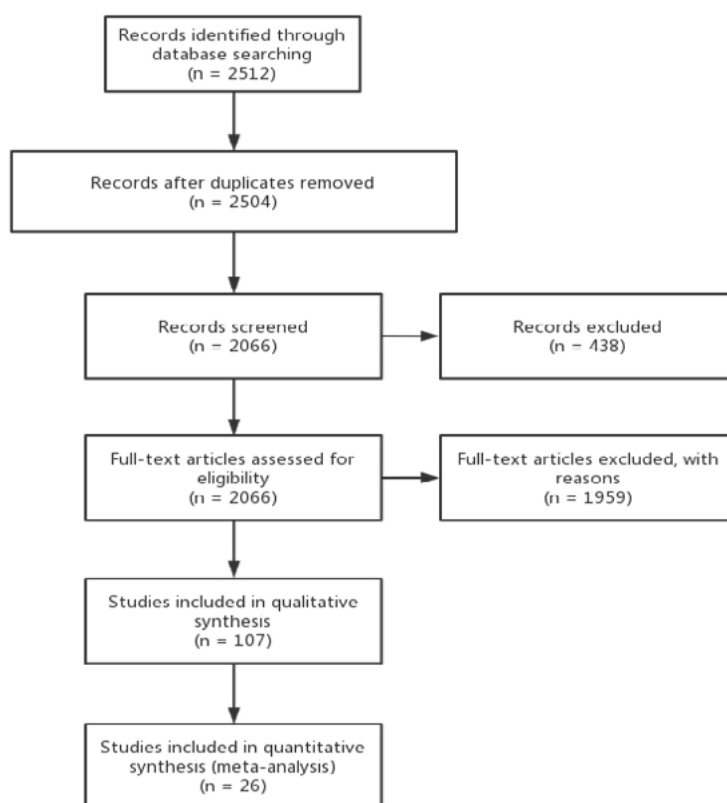 Records identified through
database searching
(n = 2512)
Records after duplicates removed
(n = 2504)
Records screened
(n = 2066)
Records excluded
(n = 438)
Full-text articles assessed for
eligibility
(n = 2066)
Full-text articles excluded, with
reasons
(n = 1959)
Studies included in qualitative
synthesis
(n = 107)
Studies included in quantitative
synthesis (meta-analysis)
(n = 26)